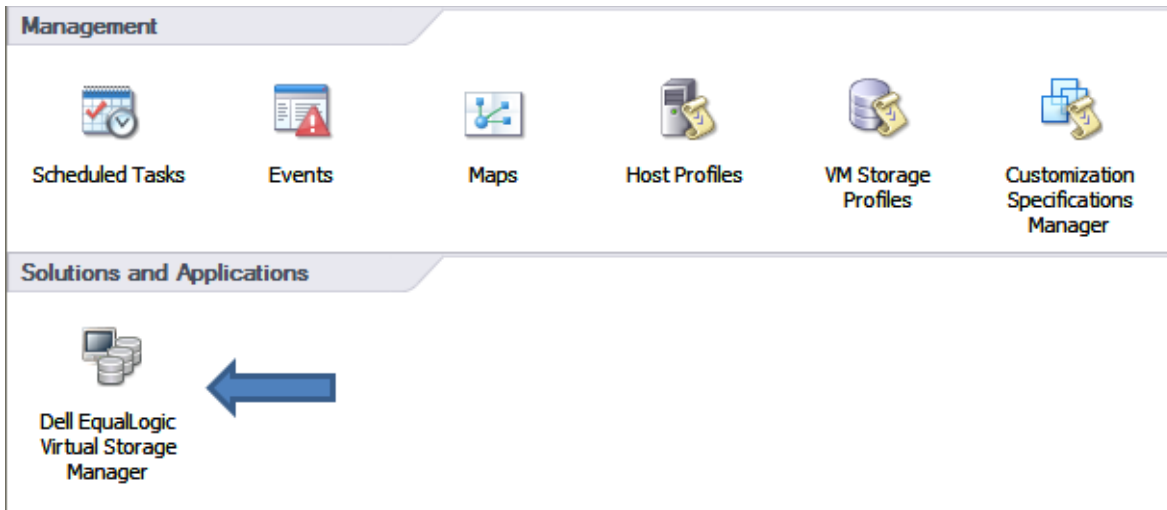 Management
Scheduled Tasks
Events
Maps
Host Profiles
VM Storage
Profiles
Customization
Specifications
Manager
Solutions and Applications
Dell EqualLogic
Virtual Storage
Manager